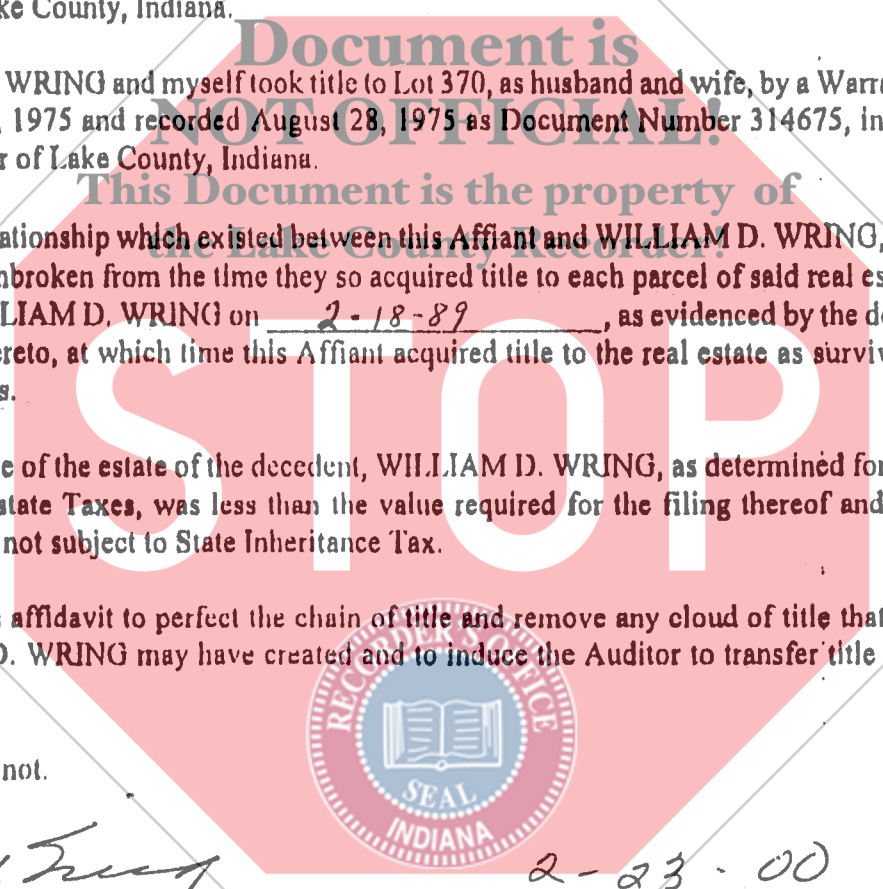 ke County, Indiana.
Document is
WRING and myself took title to Lot 370, as husband and wife, by a Warr
NOT OFFICIAL!
, 1975 and recorded August 28, 1975 as Document Number 314675, in
r of Lake County, Indiana.
This Document is the property of
ationship which existed between this Affiant and WILLIAM D. WRING,
the Lake County Recorder!
nbroken from the time they so acquired title to each parcel of said real es
LIAM D. WRING on 2-18-89, as evidenced by the de
ereto, at which time this Affiant acquired title to the real estate as surviv
s.
STOP
e of the estate of the decedent, WILLIAM D. WRING, as determined for
state Taxes, was less than the value required for the filing thereof and
not subject to State Inheritance Tax.
affidavit to perfect the chain of title and remove any cloud of title that
D. WRING may have created and to induce the Auditor to transfer title
RECORDER'S OFFICE
SEAL
INDIANA
not.
2-23-00